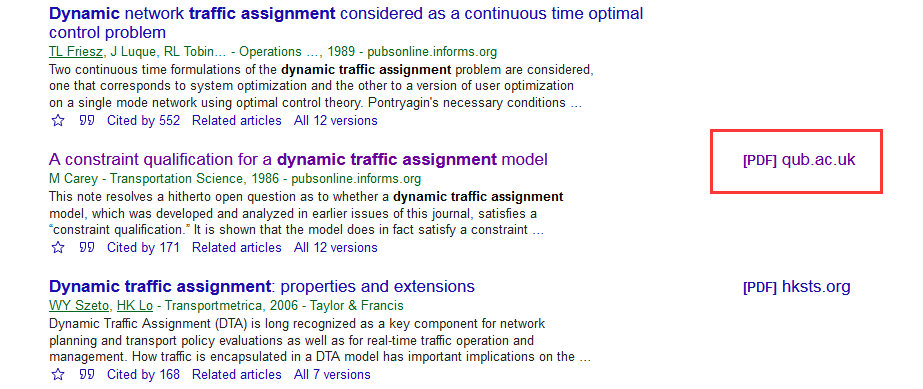 Dynamic network traffic assignment considered as a continuous time optimal
control problem
TL Friesz, J Luque, RL Tobin… - Operations …, 1989 - pubsonline.informs.org
Two continuous time formulations of the dynamic traffic assignment problem are considered,
one that corresponds to system optimization and the other to a version of user optimization
on a single mode network using optimal control theory. Pontryagin's necessary conditions …
Cited by 552 Related articles All 12 versions
A constraint qualification for a dynamic traffic assignment model
[PDF] qub.ac.uk
M Carey - Transportation Science, 1986 - pubsonline.informs.org
This note resolves a hitherto open question as to whether a dynamic traffic assignment
model, which was developed and analyzed in earlier issues of this journal, satisfies a
“constraint qualification.” It is shown that the model does in fact satisfy a constraint …
Cited by 171 Related articles All 12 versions
Dynamic traffic assignment: properties and extensions
[PDF] hksts.org
WY Szeto, HK Lo - Transportmetrica, 2006 - Taylor & Francis
Dynamic Traffic Assignment (DTA) is long recognized as a key component for network
planning and transport policy evaluations as well as for real-time traffic operation and
management. How traffic is encapsulated in a DTA model has important implications on the …
Cited by 168 Related articles All 7 versions